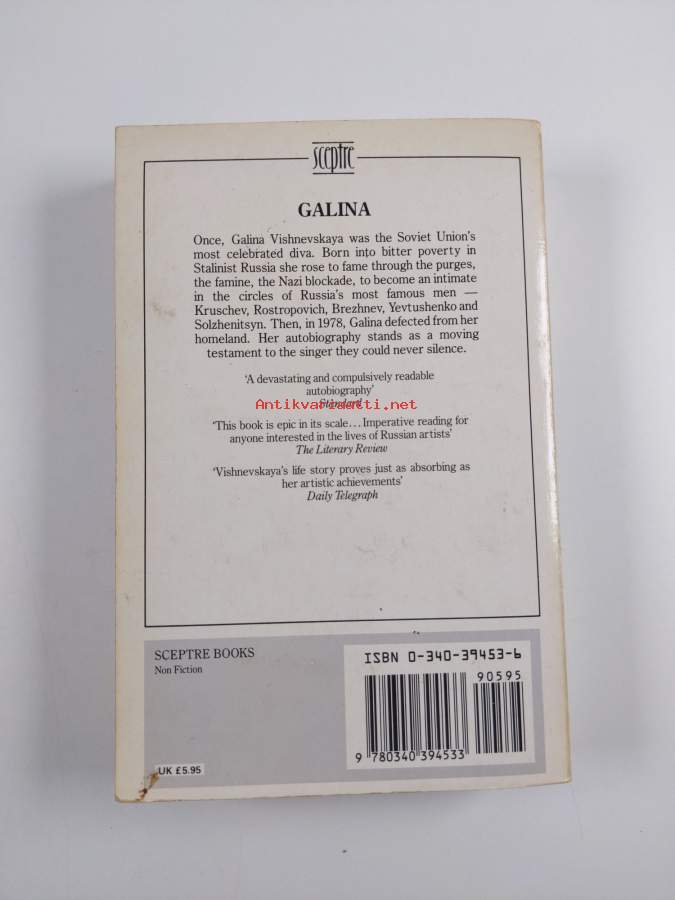 sceptre
GALINA
Once, Galina Vishnevskaya was the Soviet Union's
most celebrated diva. Born into bitter poverty in
Stalinist Russia she rose to fame through the purges,
the famine, the Nazi blockade, to become an intimate
in the circles of Russia's most famous men —
Kruschev, Rostropovich, Brezhnev, Yevtushenko and
Solzhenitsyn. Then, in 1978, Galina defected from her
homeland. Her autobiography stands as a moving
testament to the singer they could never silence.
'A devastating and compulsively readable
autobiography'
Antikvariaatti.net
Standard
'This book is epic in its scale... Imperative reading for
anyone interested in the lives of Russian artists'
The Literary Review
'Vishnevskaya's life story proves just as absorbing as
her artistic achievements'
Daily Telegraph
SCEPTRE BOOKS
Non Fiction
ISBN 0-340-39453-6
90595
9 780340 394533
UK £5.95